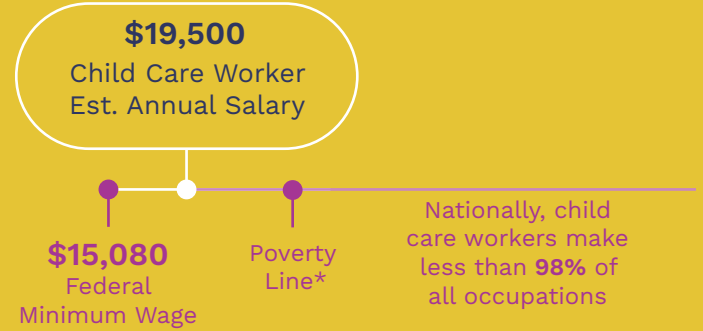 $19,500
Child Care Worker
Est. Annual Salary
$15,080
Federal
Minimum Wage
Poverty
Line*
Nationally, child
care workers make
less than 98% of
all occupations